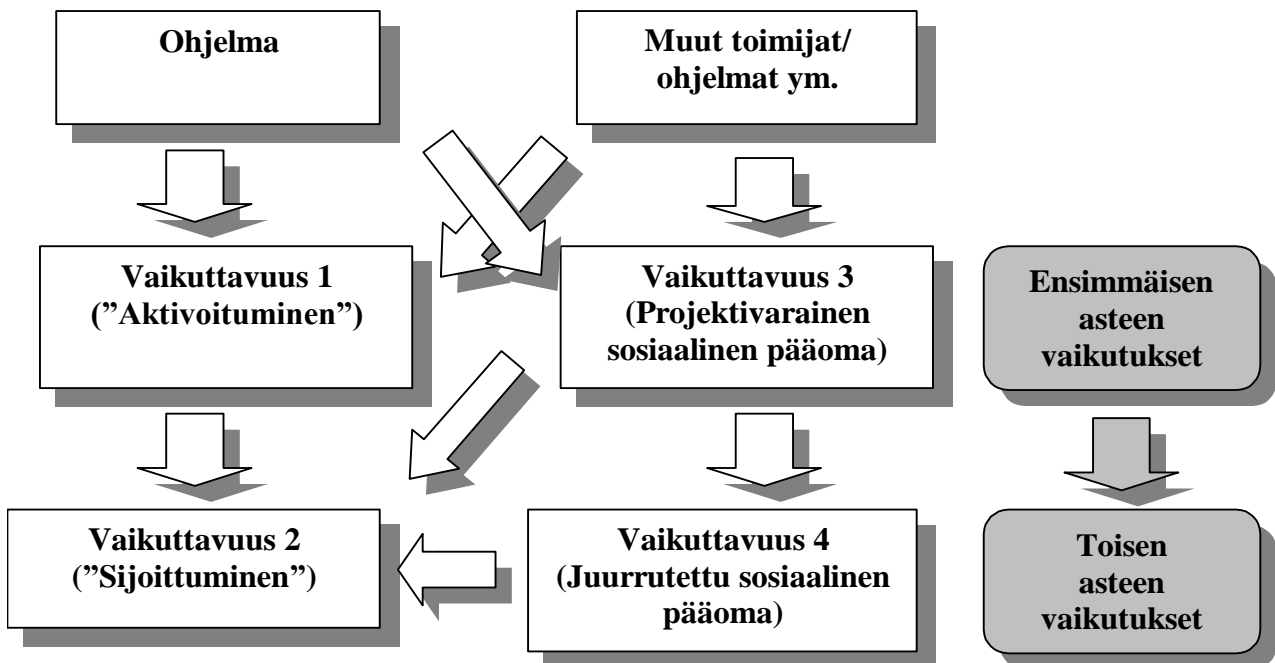 Ohjelma
Muut toimijat/
ohjelmat ym.
Vaikuttavuus 1
(”Aktivoituminen”)
Vaikuttavuus 3
(Projektivarainen
sosiaalinen pääoma)
Ensimmäisen
asteen
vaikutukset
Vaikuttavuus 2
(”Sijoittuminen”)
Vaikuttavuus 4
(Juurrutettu sosiaalinen
pääoma)
Toisen
asteen
vaikutukset